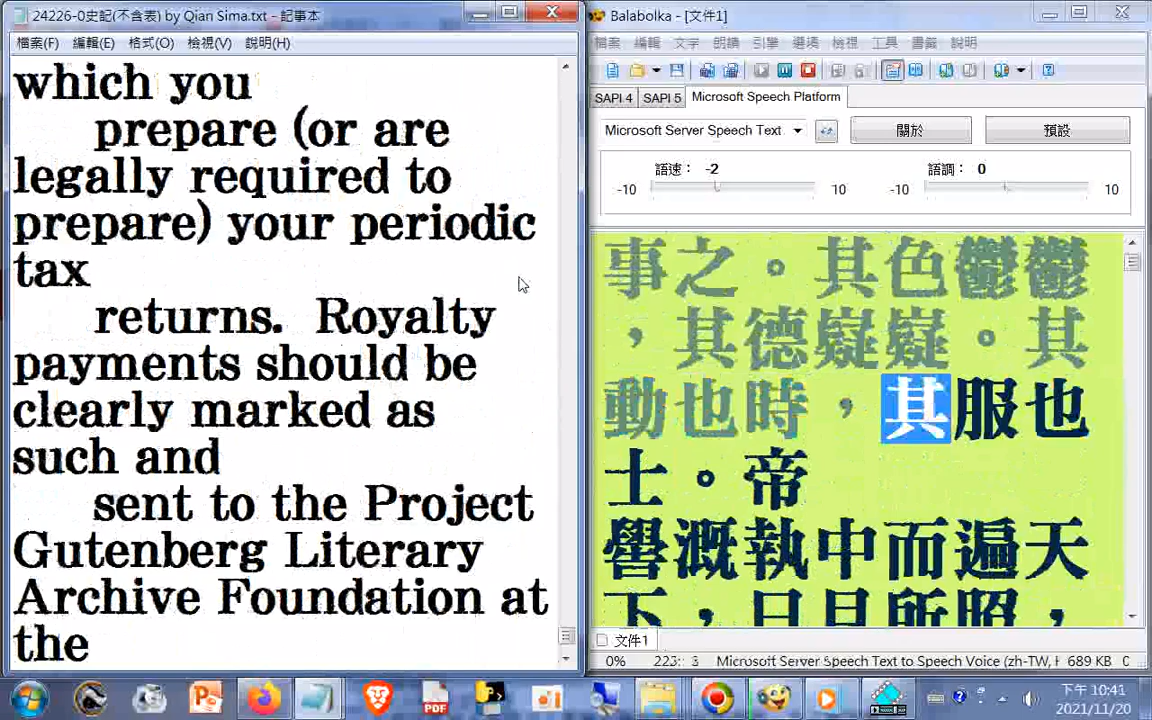 24226-0史記(不含表) by Qian Sima.txt - 記事本
檔案(F) 編輯(E) 格式(O) 檢視(V) 說明(H)
which you
prepare (or are
legally required to
prepare) your periodic
tax
returns. Royalty
payments should be
clearly marked as
such and
sent to the Project
Gutenberg Literary
Archive Foundation at
the
Balabolka - [文件1]
檔案 編輯 文字 朗讀 引擎 選項 檢視 工具 書籤 說明
SAPI 4 SAPI 5 Microsoft Speech Platform
Microsoft Server Speech Text 關於 預設
語速： -2 語調： 0
-10 10 -10 10
事之。其色鬱鬱
，其德嶷嶷。其
動也時，其服也
士。帝
嚳溉執中而遍天
下，日月所照，
文件1
0% Microsoft Server Speech Text to Speech Voice (zh-TW, 689 KB
PDF
下午 10:41
2021/11/20